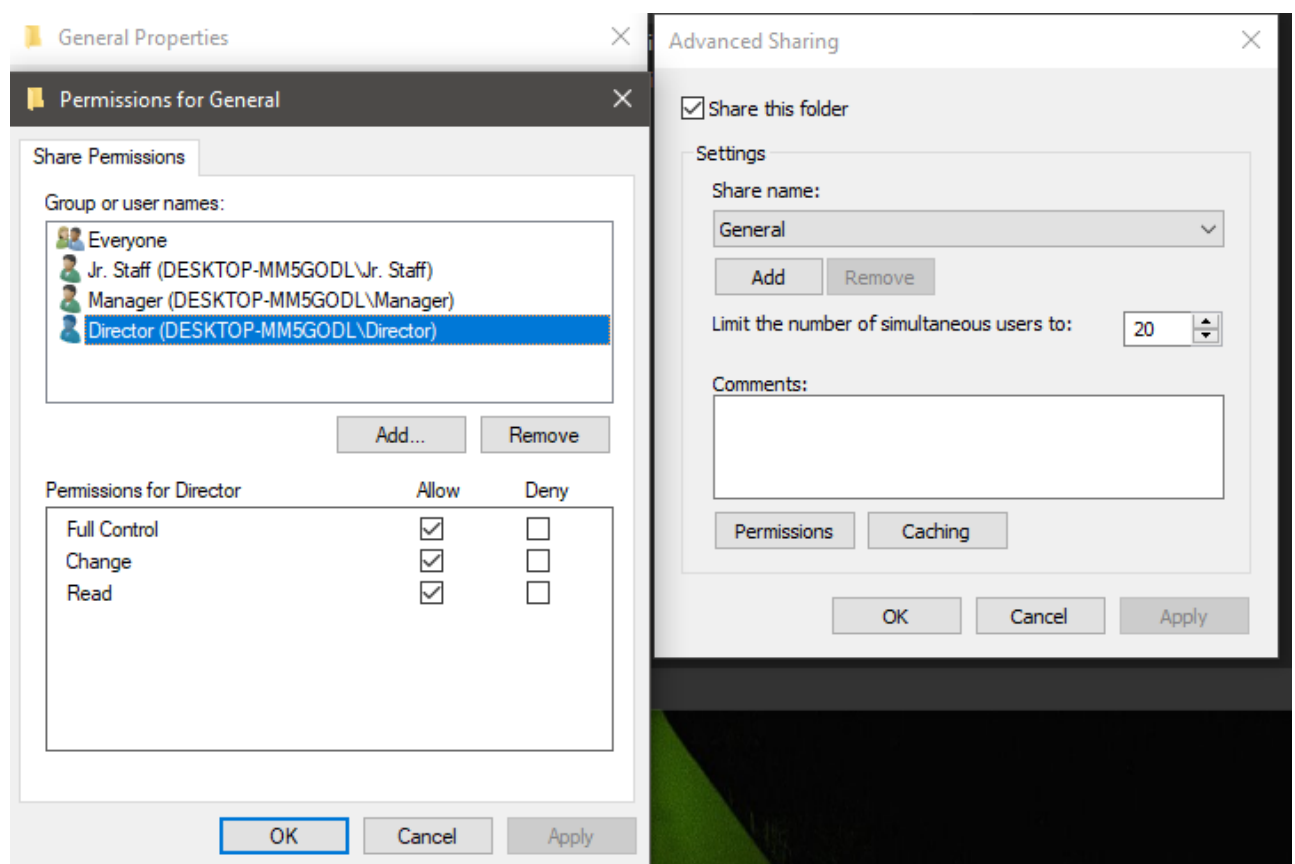 General Properties
Permissions for General
Share Permissions
Group or user names:
Everyone
Jr. Staff (DESKTOP-MM5GODL\Jr. Staff)
Manager (DESKTOP-MM5GODL\Manager)
Director (DESKTOP-MM5GODL\Director)
Add...
Remove
Permissions for Director
Allow
Deny
Full Control
Change
Read
OK
Cancel
Apply
Advanced Sharing
Share this folder
Settings
Share name:
General
Add
Remove
Limit the number of simultaneous users to:
20
Comments:
Permissions
Caching
OK
Cancel
Apply